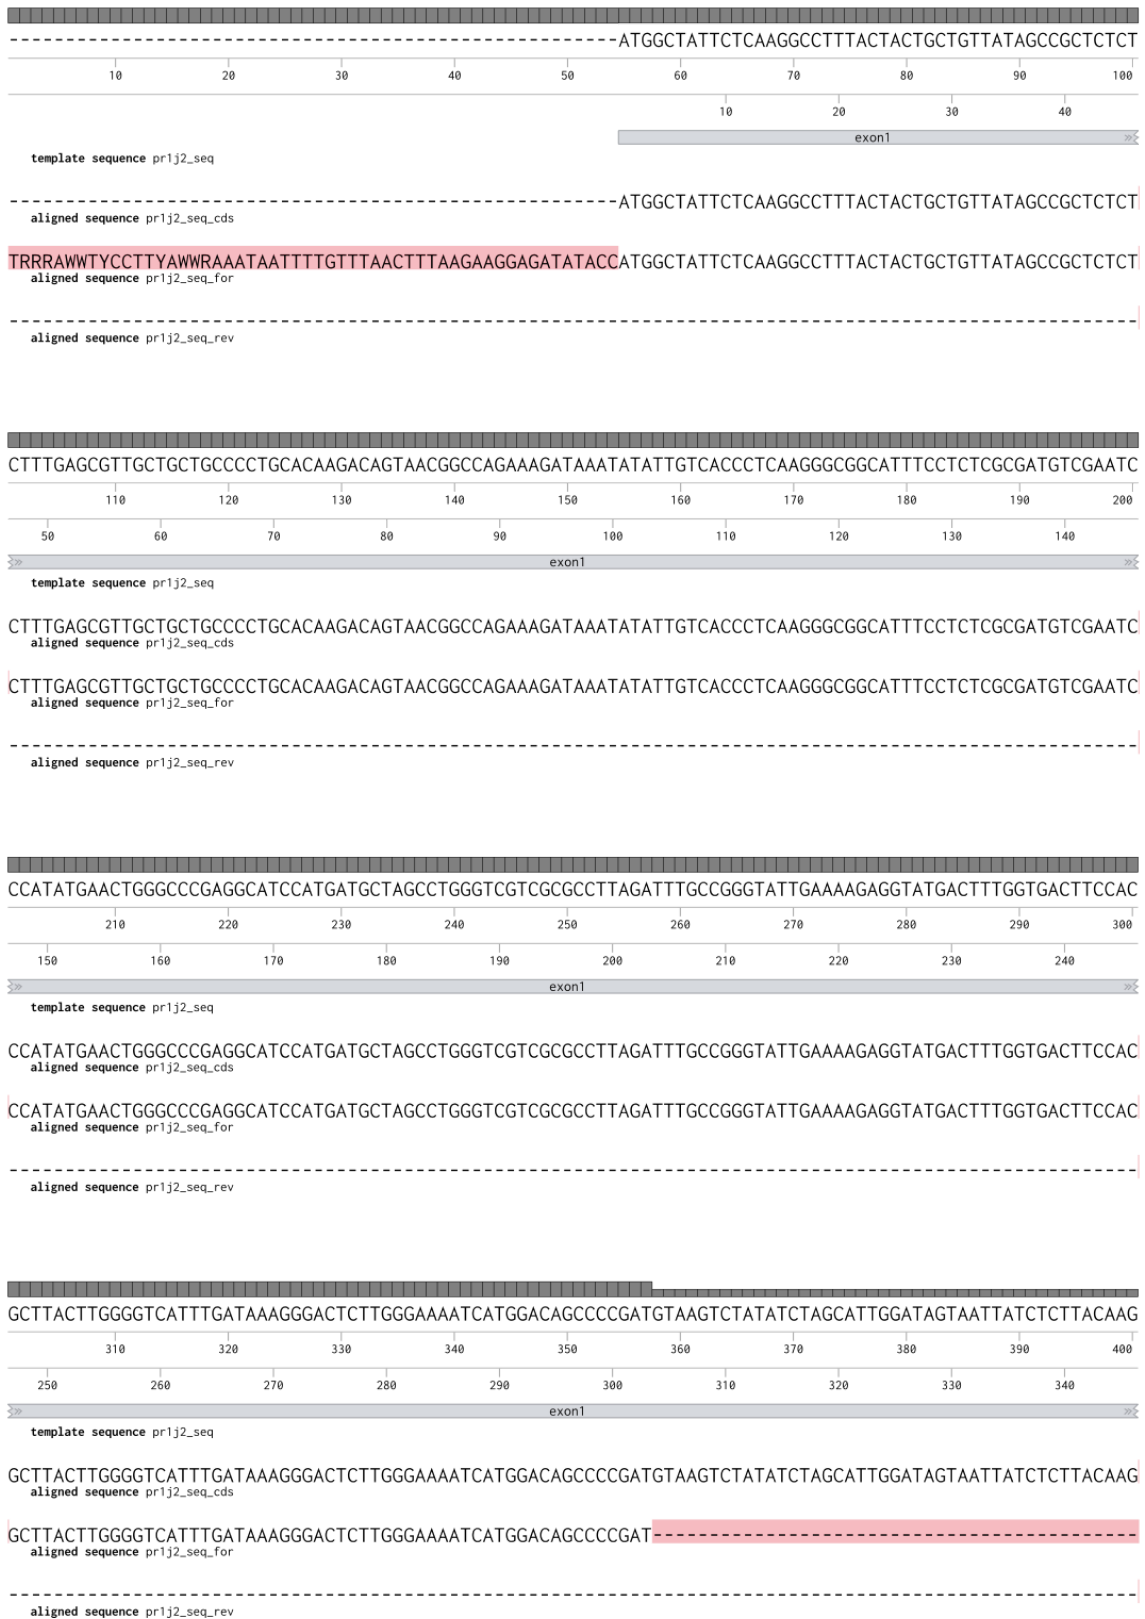 ------------------------------------------------------ATGGCTATTCTCAAGGCCTTTACTACTGCTGTTATAGCCGCTCTCT
10 20 30 40 50 60 70 80 90 100
10 20 30 40
exon1
template sequence pr1j2_seq
------------------------------------------------------ATGGCTATTCTCAAGGCCTTTACTACTGCTGTTATAGCCGCTCTCT
aligned sequence pr1j2_seq_cds
TRRRAWWTYCCTTYAWWRAAATAATTTTGTTTAACTTTAAGAAGGAGATATACCATGGCTATTCTCAAGGCCTTTACTACTGCTGTTATAGCCGCTCTCT
aligned sequence pr1j2_seq_for
----------------------------------------------------------------------------------------------------
aligned sequence pr1j2_seq_rev
CTTTGAGCGTTGCTGCTGCCCCTGCACAAGACAGTAACGGCCAGAAAGATAAATATATTGTCACCCTCAAGGGCGGCATTTCCTCTCGCGATGTCGAATC
110 120 130 140 150 160 170 180 190 200
50 60 70 80 90 100 110 120 130 140
exon1
template sequence pr1j2_seq
CTTTGAGCGTTGCTGCTGCCCCTGCACAAGACAGTAACGGCCAGAAAGATAAATATATTGTCACCCTCAAGGGCGGCATTTCCTCTCGCGATGTCGAATC
aligned sequence pr1j2_seq_cds
CTTTGAGCGTTGCTGCTGCCCCTGCACAAGACAGTAACGGCCAGAAAGATAAATATATTGTCACCCTCAAGGGCGGCATTTCCTCTCGCGATGTCGAATC
aligned sequence pr1j2_seq_for
----------------------------------------------------------------------------------------------------
aligned sequence pr1j2_seq_rev
CCATATGAACTGGGCCCGAGGCATCCATGATGCTAGCCTGGGTCGTCGCGCCTTAGATTTGCCGGGTATTGAAAAGAGGTATGACTTTGGTGACTTCCAC
210 220 230 240 250 260 270 280 290 300
150 160 170 180 190 200 210 220 230 240
exon1
template sequence pr1j2_seq
CCATATGAACTGGGCCCGAGGCATCCATGATGCTAGCCTGGGTCGTCGCGCCTTAGATTTGCCGGGTATTGAAAAGAGGTATGACTTTGGTGACTTCCAC
aligned sequence pr1j2_seq_cds
CCATATGAACTGGGCCCGAGGCATCCATGATGCTAGCCTGGGTCGTCGCGCCTTAGATTTGCCGGGTATTGAAAAGAGGTATGACTTTGGTGACTTCCAC
aligned sequence pr1j2_seq_for
----------------------------------------------------------------------------------------------------
aligned sequence pr1j2_seq_rev
GCTTACTTGGGGTCATTTGATAAAGGGACTCTTGGGAAAATCATGGACAGCCCCGATGTAAGTCTATATCTAGCATTGGATAGTAATTATCTCTTACAAG
310 320 330 340 350 360 370 380 390 400
250 260 270 280 290 300 310 320 330 340
exon1
template sequence pr1j2_seq
GCTTACTTGGGGTCATTTGATAAAGGGACTCTTGGGAAAATCATGGACAGCCCCGATGTAAGTCTATATCTAGCATTGGATAGTAATTATCTCTTACAAG
aligned sequence pr1j2_seq_cds
GCTTACTTGGGGTCATTTGATAAAGGGACTCTTGGGAAAATCATGGACAGCCCCGAT-------------------------------------------
aligned sequence pr1j2_seq_for
----------------------------------------------------------------------------------------------------
aligned sequence pr1j2_seq_rev